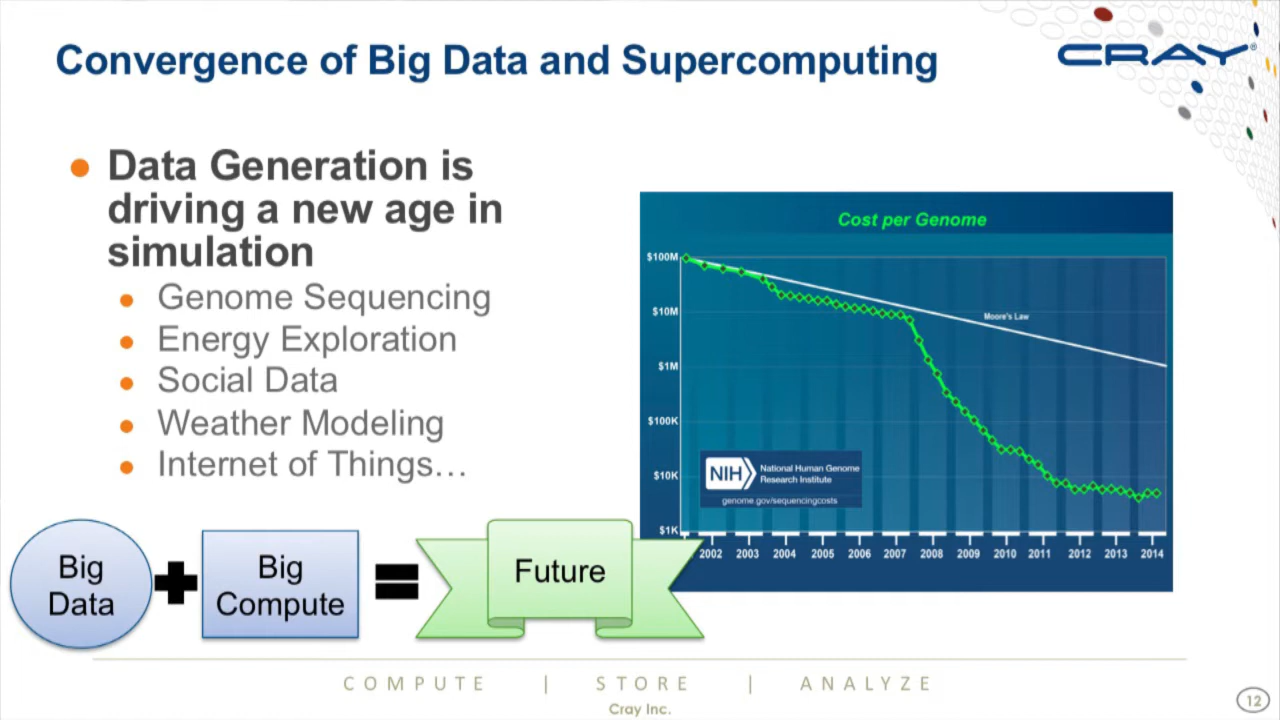 Convergence of Big Data and Supercomputing
CRAY®
● Data Generation is
driving a new age in
simulation
● Genome Sequencing
● Energy Exploration
● Social Data
● Weather Modeling
● Internet of Things…
Cost per Genome
$100M
$10M
$1M
$100K
$10K
$1K
Moore's Law
NIH
National Human Genome
Research Institute
genome.gov/sequencingcosts
2002 2003 2004 2005 2006 2007 2008 2009 2010 2011 2012 2013 2014
Big
Data
+
Big
Compute
=
Future
COMPUTE | STORE | ANALYZE
Cray Inc.
12